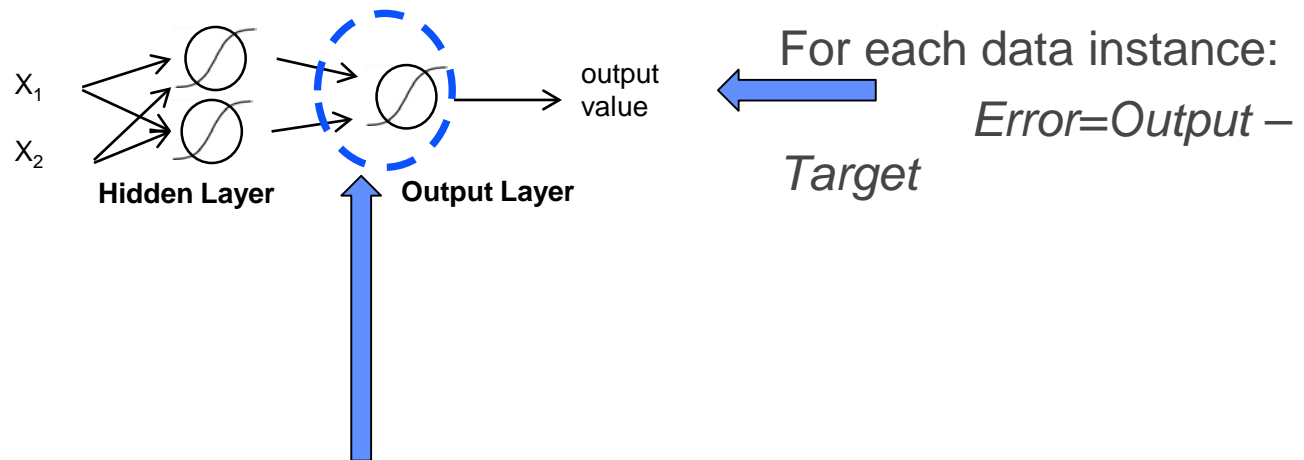 X1
X2
Hidden Layer
Output Layer
output
value
For each data instance:
Error=Output –
Target